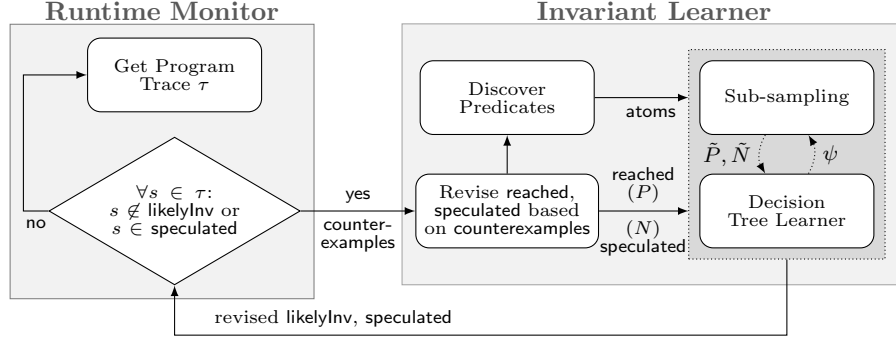 Runtime Monitor
Get Program
Trace τ
∀s ∈ τ:
s ∉ likelyInv or
s ∈ speculated
no
yes
counter-
examples
Invariant Learner
Discover
Predicates
atoms
Sub-sampling
P̃, Ñ
ψ
Revise reached,
speculated based
on counterexamples
reached
(P)
(N)
speculated
Decision
Tree Learner
revised likelyInv, speculated